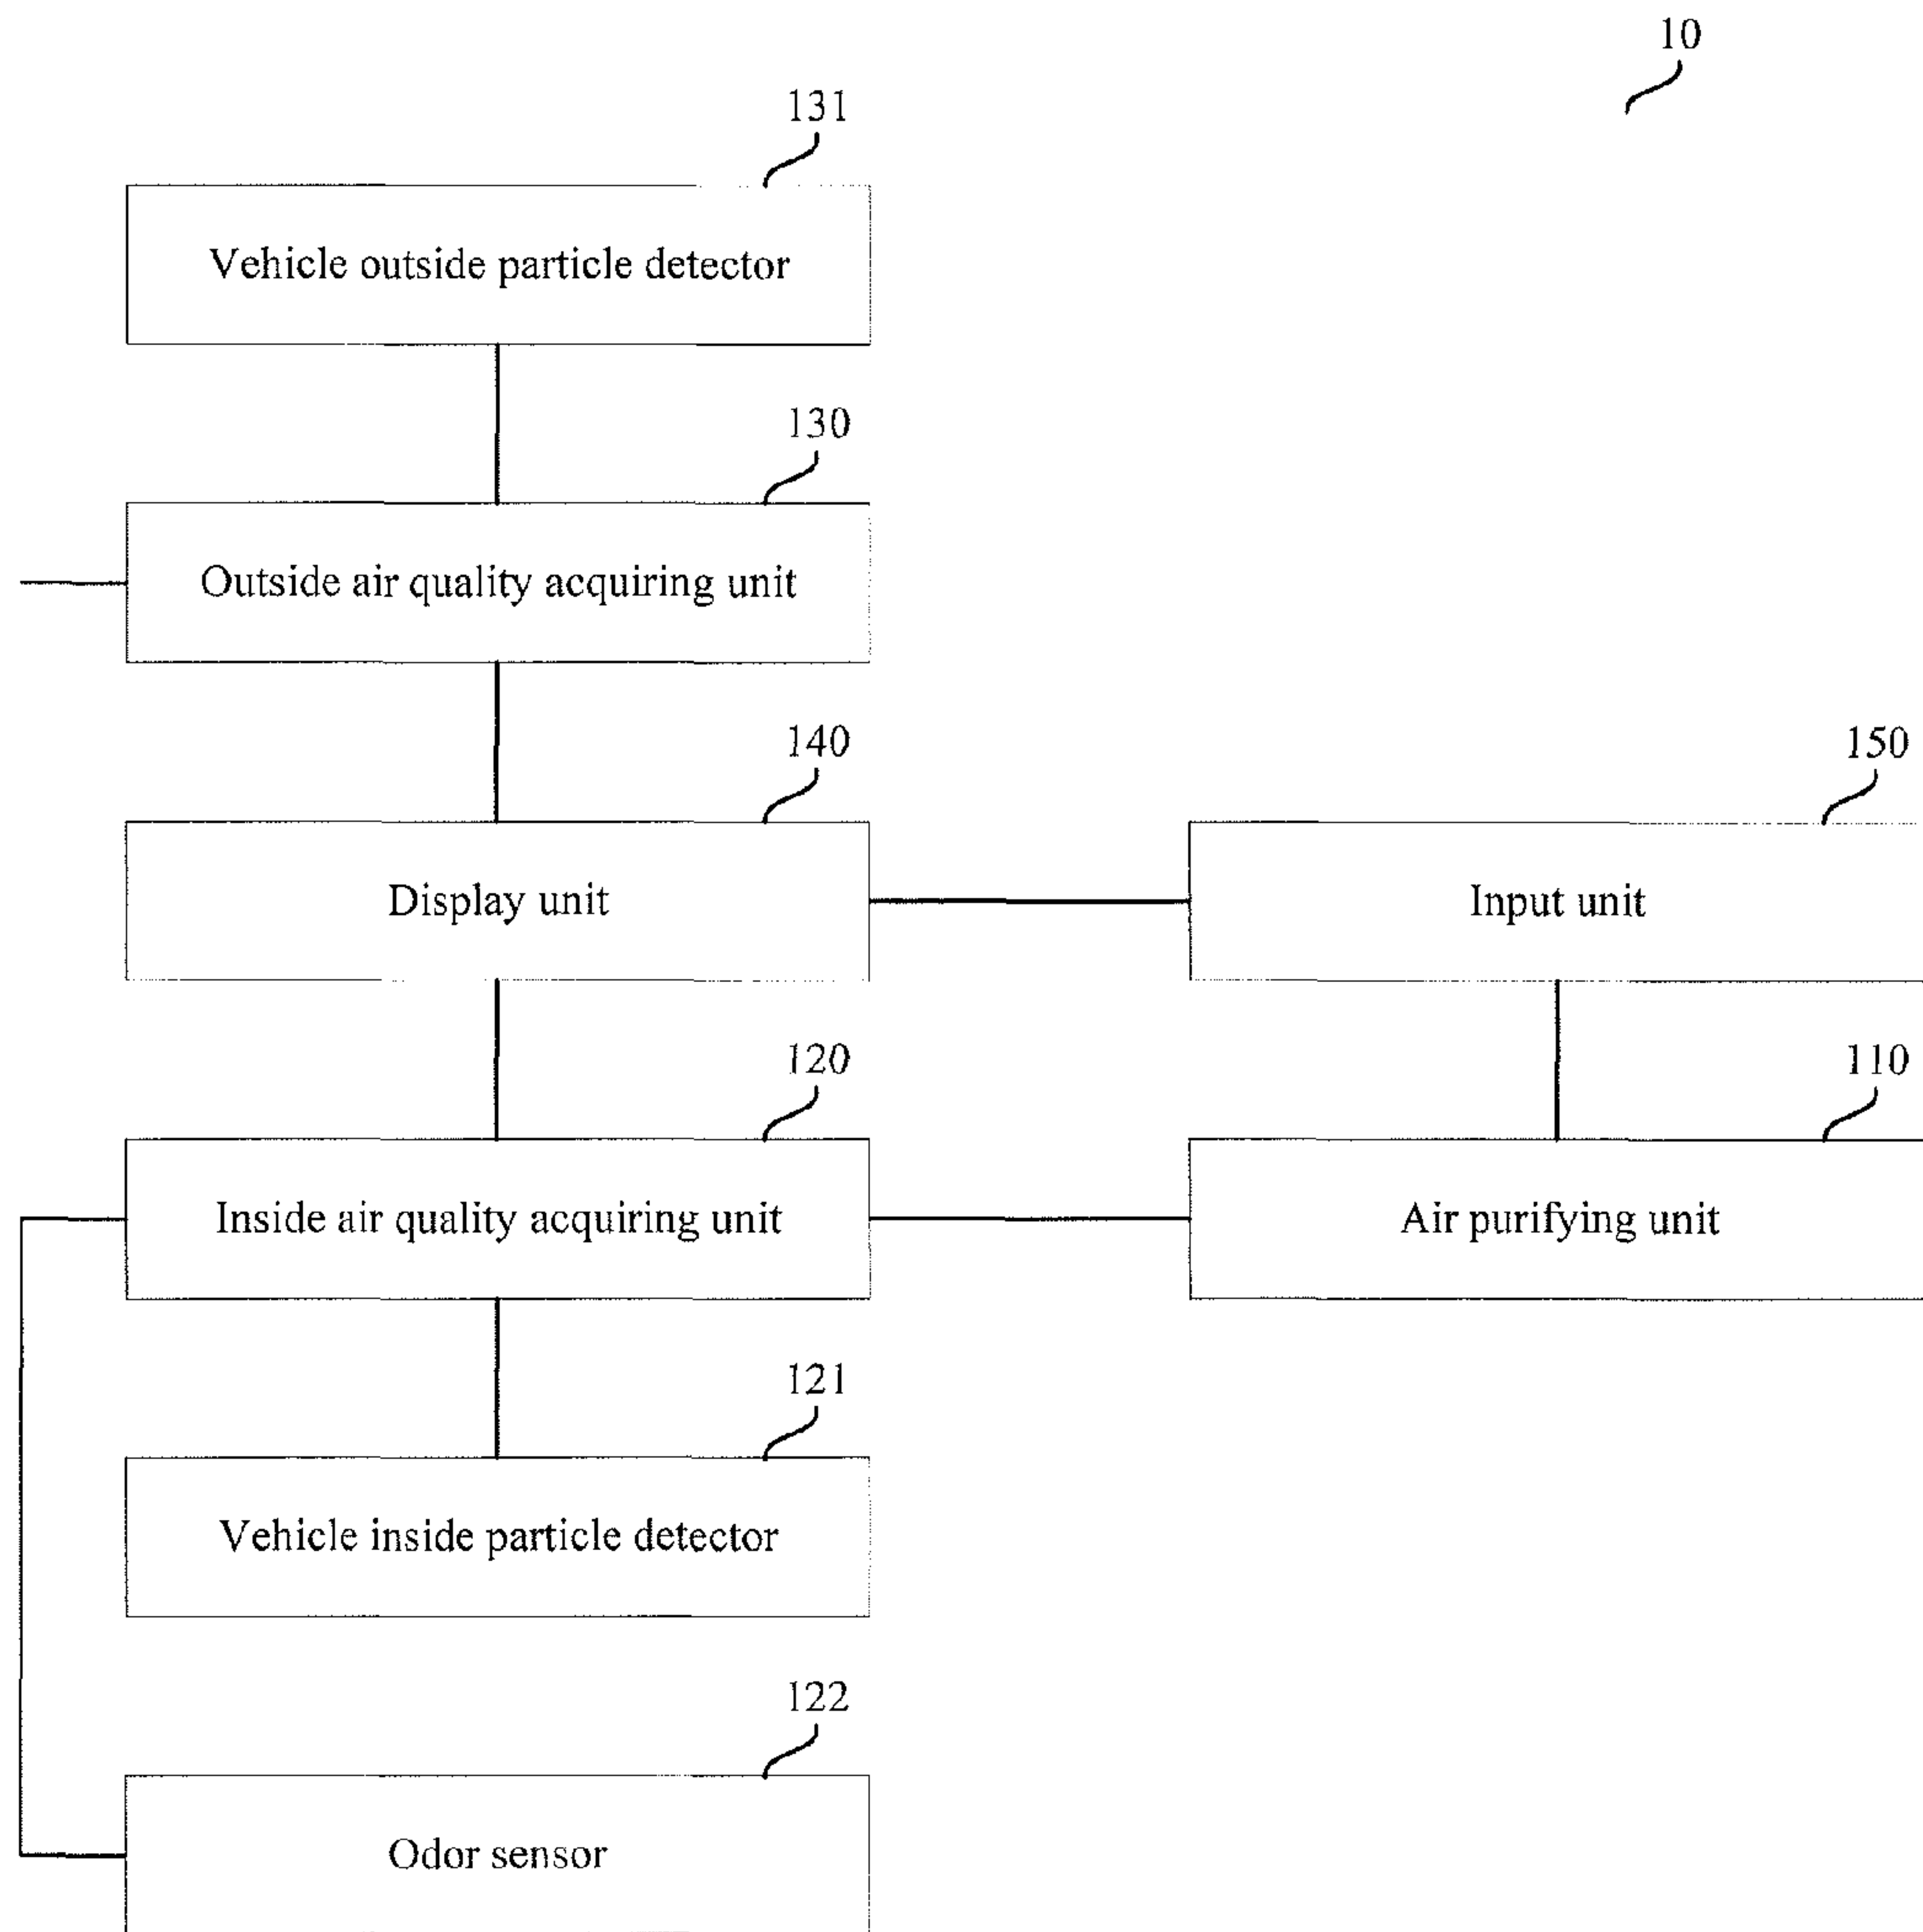 10
131
Vehicle outside particle detector
130
Outside air quality acquiring unit
140
150
Display unit
Input unit
120
110
Inside air quality acquiring unit
Air purifying unit
121
Vehicle inside particle detector
122
Odor sensor